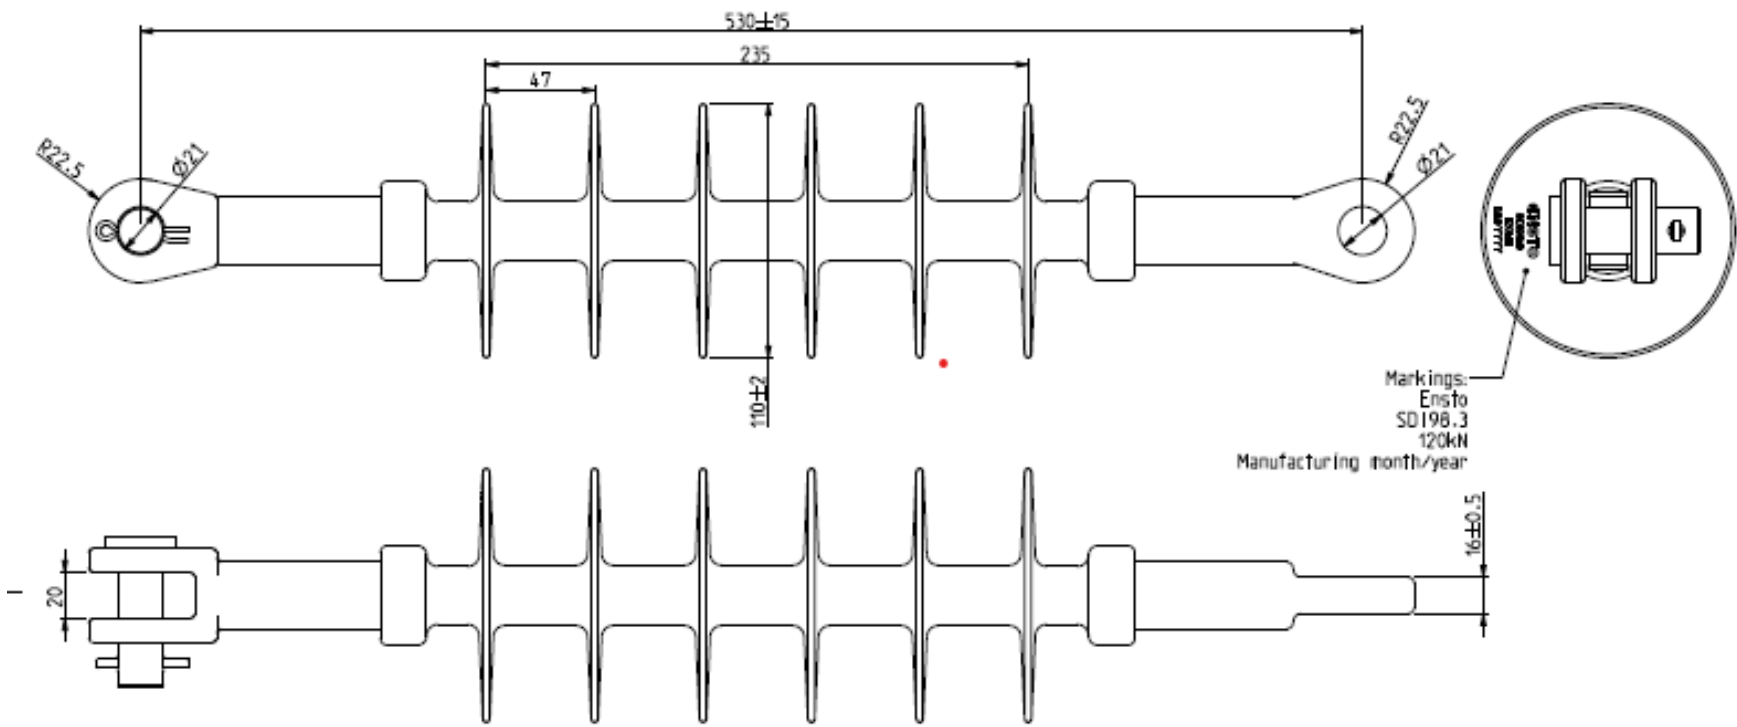 530±15
235
47
R22.5
Ø21
R22.5
Ø21
110±2
Markings:
Ensto
SDI98.3
120kN
Manufacturing month/year
16±0.5
20